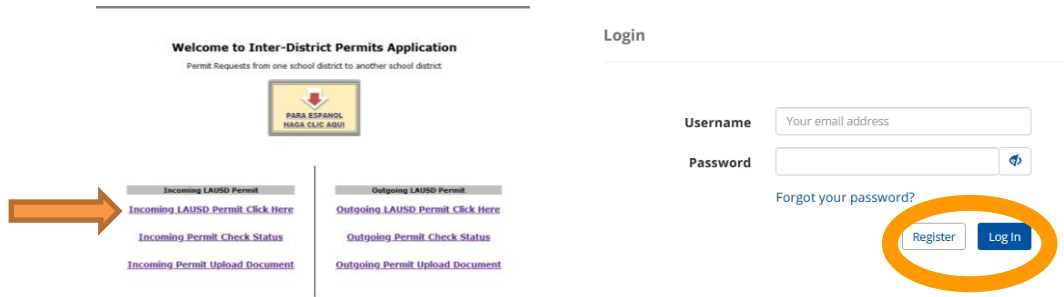 Welcome to Inter-District Permits Application
Permit Requests from one school district to another school district
PARA ESPANOL
HAGA CLIC AQUI
Incoming LAUSD Permit
Incoming LAUSD Permit Click Here
Incoming Permit Check Status
Incoming Permit Upload Document
Outgoing LAUSD Permit
Outgoing LAUSD Permit Click Here
Outgoing Permit Check Status
Outgoing Permit Upload Document
Login
Username
Your email address
Password
Forgot your password?
Register
Log In